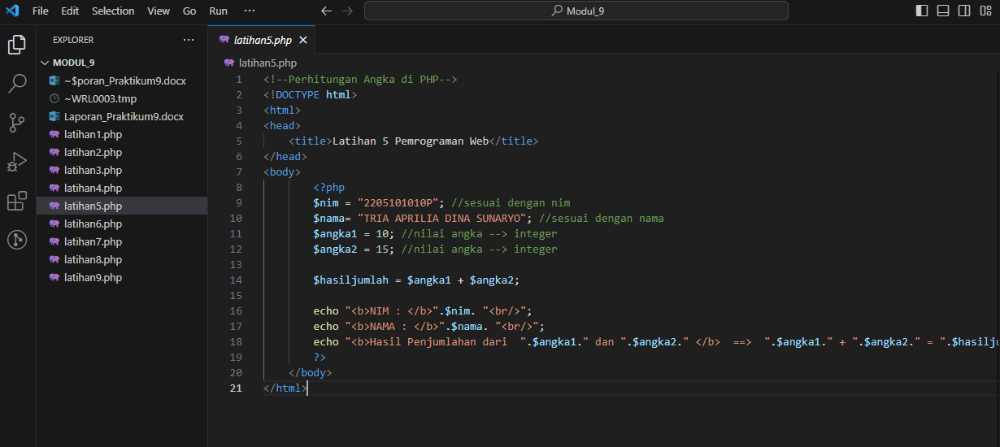 File Edit Selection View Go Run ··· Modul_9
EXPLORER ···
MODUL_9
~$poran_Praktikum9.docx
~WRL0003.tmp
Laporan_Praktikum9.docx
latihan1.php
latihan2.php
latihan3.php
latihan4.php
latihan5.php
latihan6.php
latihan7.php
latihan8.php
latihan9.php
latihan5.php
latihan5.php
1 <!--Perhitungan Angka di PHP-->
2 <!DOCTYPE html>
3 <html>
4 <head>
5 <title>Latihan 5 Pemrograman Web</title>
6 </head>
7 <body>
8 <?php
9 $nim = "2205101010P"; //sesuai dengan nim
10 $nama= "TRIA APRILIA DINA SUNARYO"; //sesuai dengan nama
11 $angka1 = 10; //nilai angka --> integer
12 $angka2 = 15; //nilai angka --> integer
13
14 $hasiljumlah = $angka1 + $angka2;
15
16 echo "<b>NIM : </b>".$nim. "<br/>";
17 echo "<b>NAMA : </b>".$nama. "<br/>";
18 echo "<b>Hasil Penjumlahan dari  ".$angka1." dan ".$angka2." </b>  ==>  ".$angka1." + ".$angka2." = ".$hasilju
19 ?>
20 </body>
21 </html>